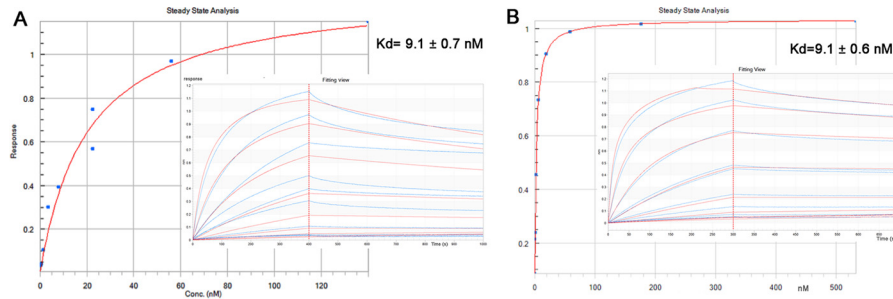 A
Steady State Analysis
Kd= 9.1 ± 0.7 nM
Response
1
0.8
0.6
0.4
0.2
0
20
40
60
80
100
120
Conc. (nM)
response
Fitting View
Time (s)
B
Steady State Analysis
Kd=9.1 ± 0.6 nM
1
0.8
0.6
0.4
0.2
0
100
200
300
400
500
nM
Fitting View
Time (s)